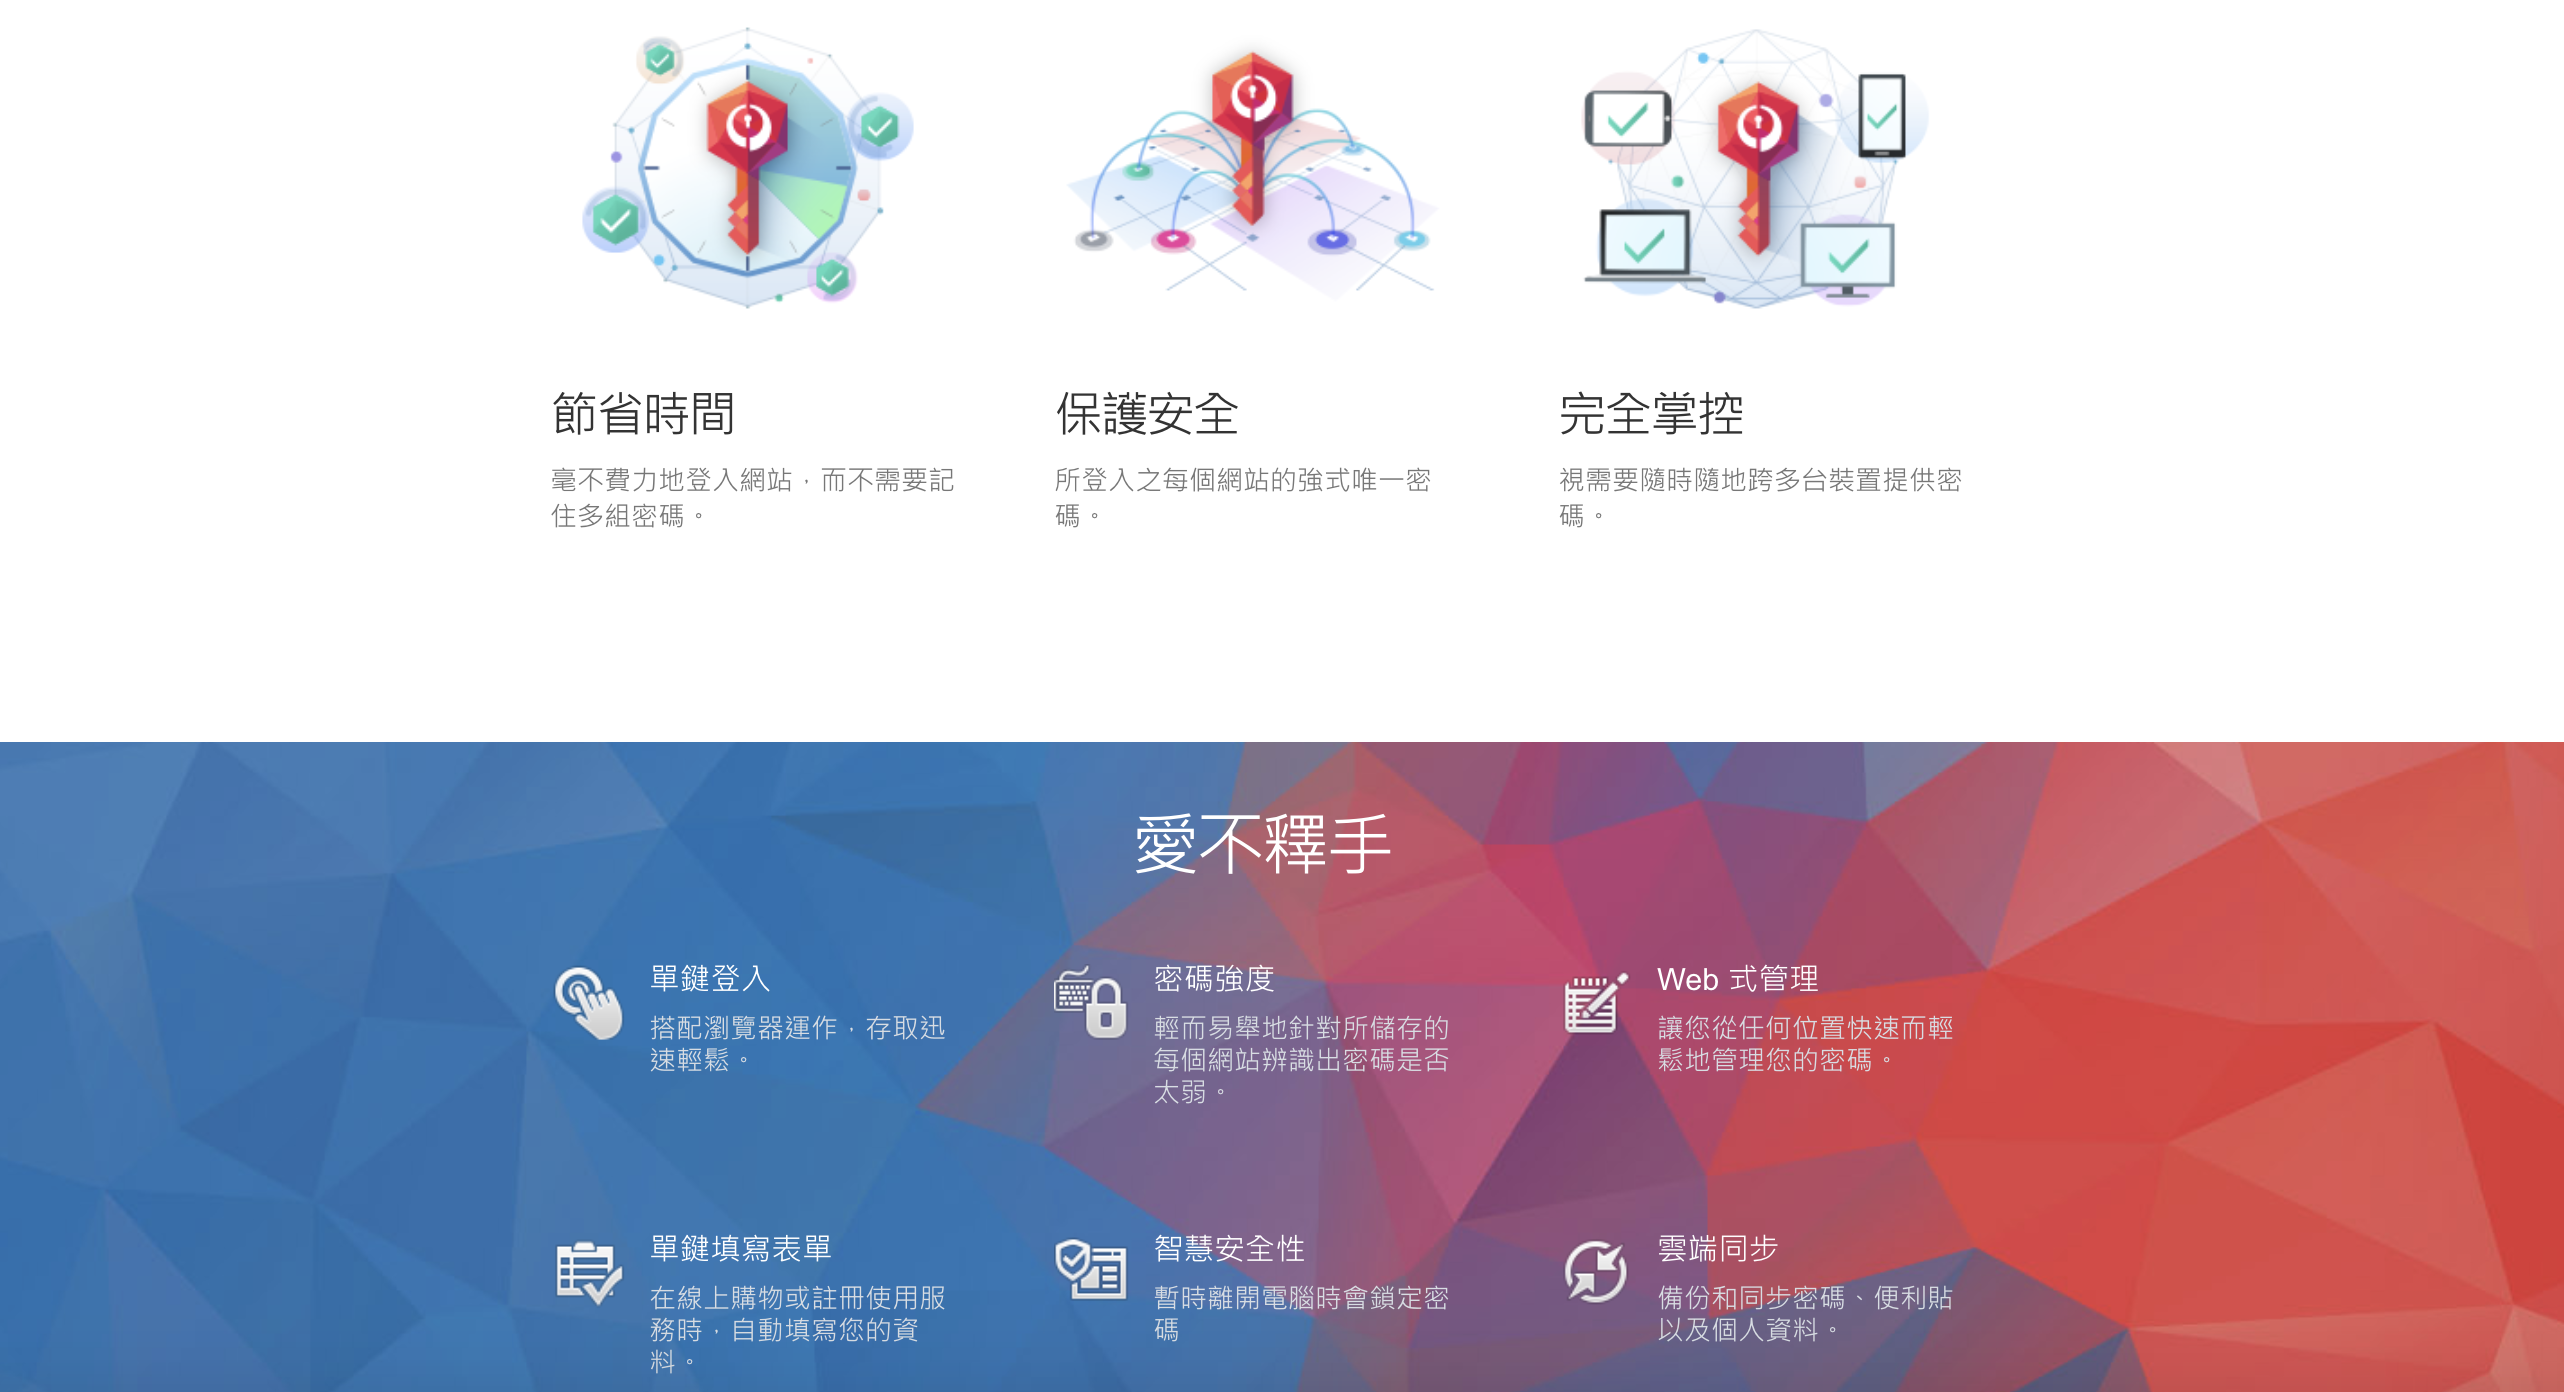 節省時間
毫不費力地登入網站，而不需要記
住多組密碼。
保護安全
所登入之每個網站的強式唯一密
碼。
完全掌控
視需要隨時隨地跨多台裝置提供密
碼。
愛不釋手
單鍵登入
搭配瀏覽器運作，存取迅
速輕鬆。
密碼強度
輕而易舉地針對所儲存的
每個網站辨識出密碼是否
太弱。
Web 式管理
讓您從任何位置快速而輕
鬆地管理您的密碼。
單鍵填寫表單
在線上購物或註冊使用服
務時，自動填寫您的資
料。
智慧安全性
暫時離開電腦時會鎖定密
碼
雲端同步
備份和同步密碼、便利貼
以及個人資料。